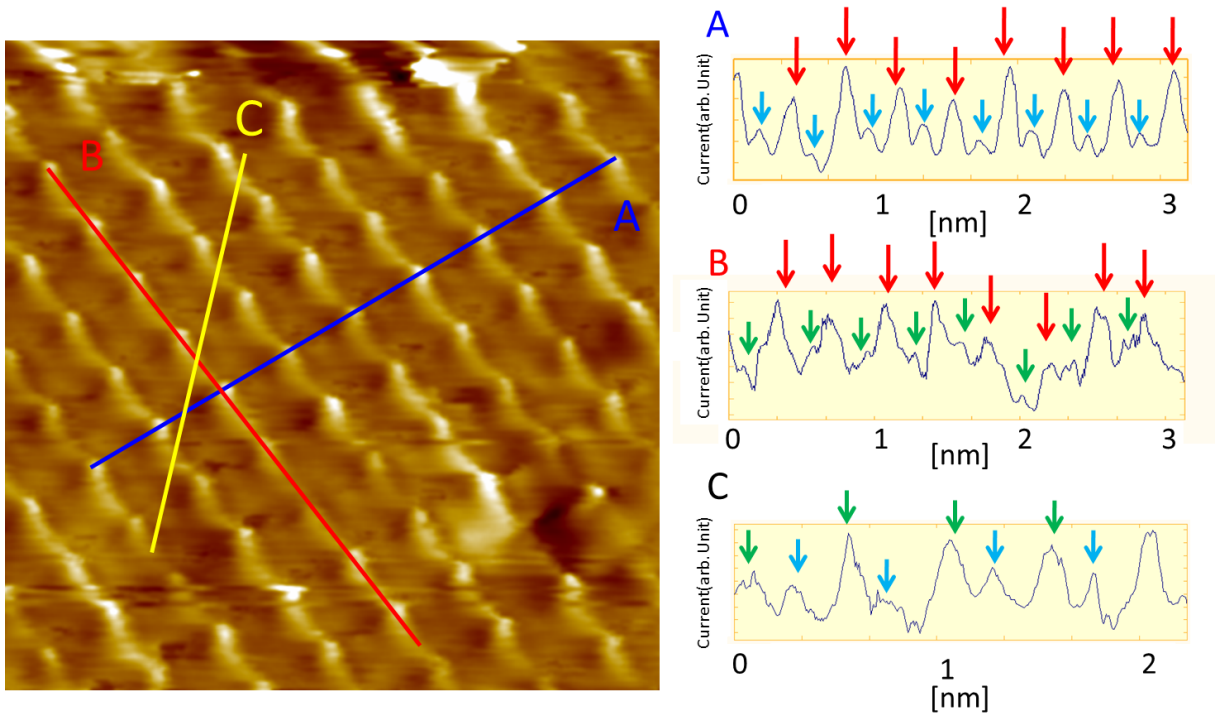 A
Current(arb. Unit)
0 1 2 3
[nm]
B
Current(arb. Unit)
0 1 2 3
[nm]
C
Current(arb. Unit)
0 1 2
[nm]
C
B
A